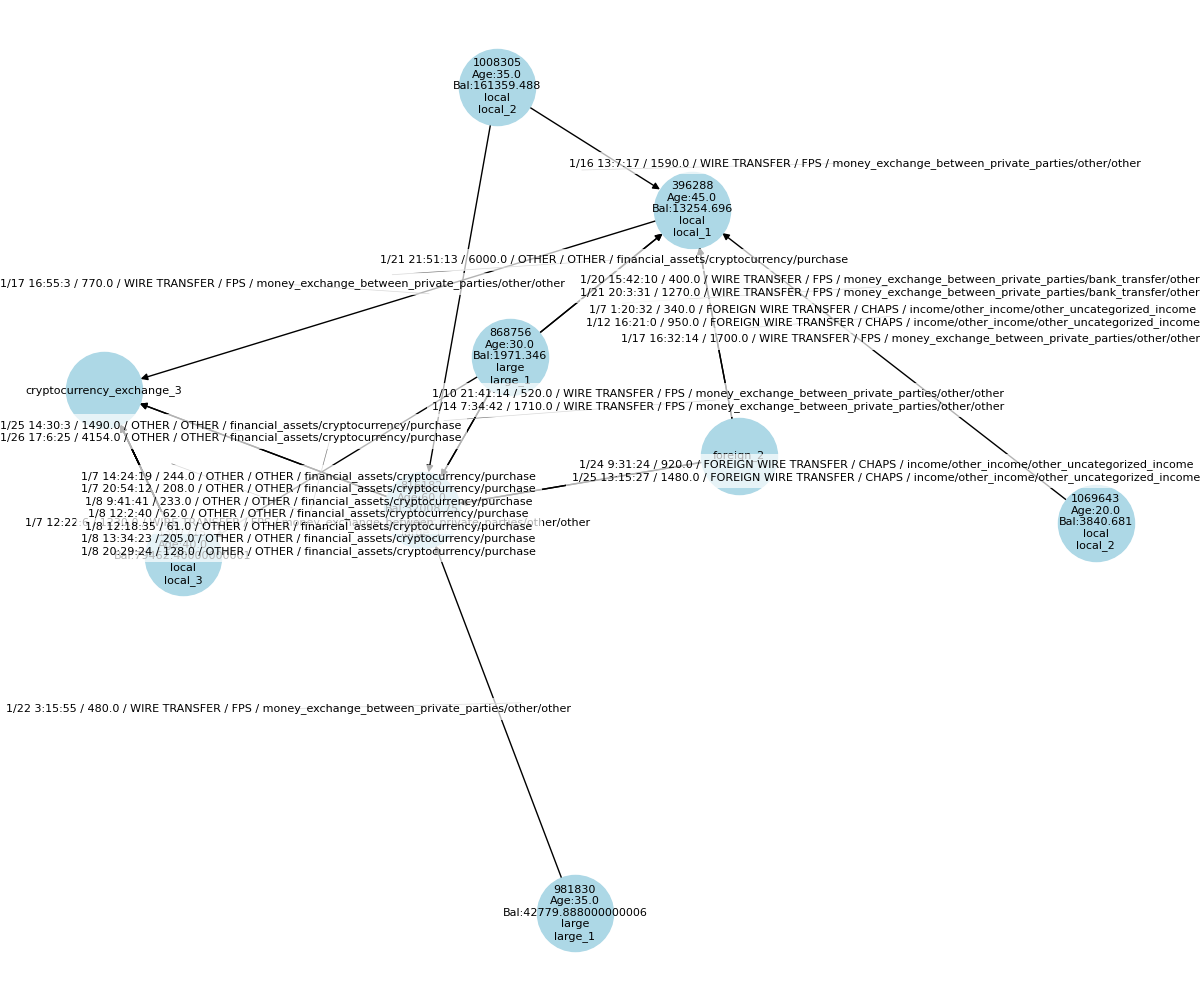 1008305
Age:35.0
Bal:161359.488
local
local_2
1/16 13:7:17 / 1590.0 / WIRE TRANSFER / FPS / money_exchange_between_private_parties/other/other
396288
Age:45.0
Bal:13254.696
local
local_1
1/21 21:51:13 / 6000.0 / OTHER / OTHER / financial_assets/cryptocurrency/purchase
1/17 16:55:3 / 770.0 / WIRE TRANSFER / FPS / money_exchange_between_private_parties/other/other
1/20 15:42:10 / 400.0 / WIRE TRANSFER / FPS / money_exchange_between_private_parties/bank_transfer/other
1/21 20:3:31 / 1270.0 / WIRE TRANSFER / FPS / money_exchange_between_private_parties/bank_transfer/other
1/7 1:20:32 / 340.0 / FOREIGN WIRE TRANSFER / CHAPS / income/other_income/other_uncategorized_income
1/12 16:21:0 / 950.0 / FOREIGN WIRE TRANSFER / CHAPS / income/other_income/other_uncategorized_income
1/17 16:32:14 / 1700.0 / WIRE TRANSFER / FPS / money_exchange_between_private_parties/other/other
868756
Age:30.0
Bal:1971.346
large
large_1
cryptocurrency_exchange_3
1/10 21:41:14 / 520.0 / WIRE TRANSFER / FPS / money_exchange_between_private_parties/other/other
1/14 7:34:42 / 1710.0 / WIRE TRANSFER / FPS / money_exchange_between_private_parties/other/other
1/25 14:30:3 / 1490.0 / OTHER / OTHER / financial_assets/cryptocurrency/purchase
1/26 17:6:25 / 4154.0 / OTHER / OTHER / financial_assets/cryptocurrency/purchase
foreign_2
1/24 9:31:24 / 920.0 / FOREIGN WIRE TRANSFER / CHAPS / income/other_income/other_uncategorized_income
1/25 13:15:27 / 1480.0 / FOREIGN WIRE TRANSFER / CHAPS / income/other_income/other_uncategorized_income
1/7 14:24:19 / 244.0 / OTHER / OTHER / financial_assets/cryptocurrency/purchase
1/7 20:54:12 / 208.0 / OTHER / OTHER / financial_assets/cryptocurrency/purchase
1/8 9:41:41 / 233.0 / OTHER / OTHER / financial_assets/cryptocurrency/purchase
1/8 12:2:40 / 62.0 / OTHER / OTHER / financial_assets/cryptocurrency/purchase
1/7 / WIRE TRANSFER / FPS / money_exchange_between_private_parties/other/other
1/8 12:18:35 / 61.0 / OTHER / OTHER / financial_assets/cryptocurrency/purchase
1/8 13:34:23 / 205.0 / OTHER / OTHER / financial_assets/cryptocurrency/purchase
1/8 20:29:24 / 128.0 / OTHER / OTHER / financial_assets/cryptocurrency/purchase
Age:40.0
local
local_3
1069643
Age:20.0
Bal:3840.681
local
local_2
1/22 3:15:55 / 480.0 / WIRE TRANSFER / FPS / money_exchange_between_private_parties/other/other
981830
Age:35.0
Bal:42779.888000000006
large
large_1